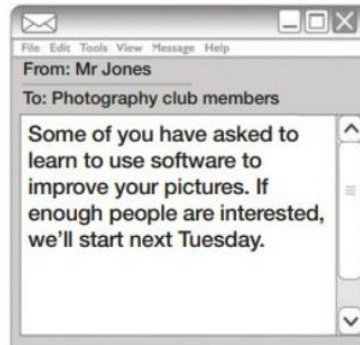 File Edit Tools View Message Help
From: Mr Jones
To: Photography club members
Some of you have asked to
learn to use software to
improve your pictures. If
enough people are interested,
we'll start next Tuesday.